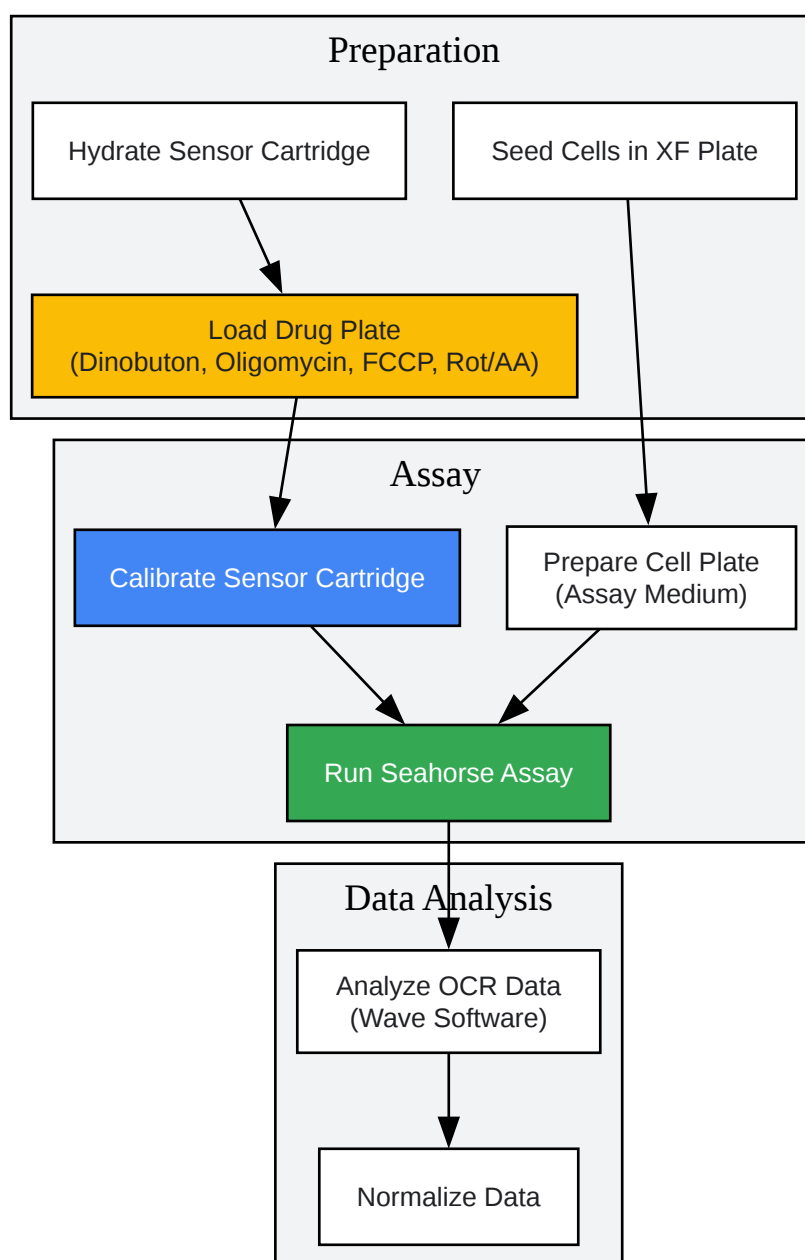 Preparation
Hydrate Sensor Cartridge
Seed Cells in XF Plate
Load Drug Plate
(Dinobuton, Oligomycin, FCCP, Rot/AA)
Assay
Calibrate Sensor Cartridge
Prepare Cell Plate
(Assay Medium)
Run Seahorse Assay
Data Analysis
Analyze OCR Data
(Wave Software)
Normalize Data